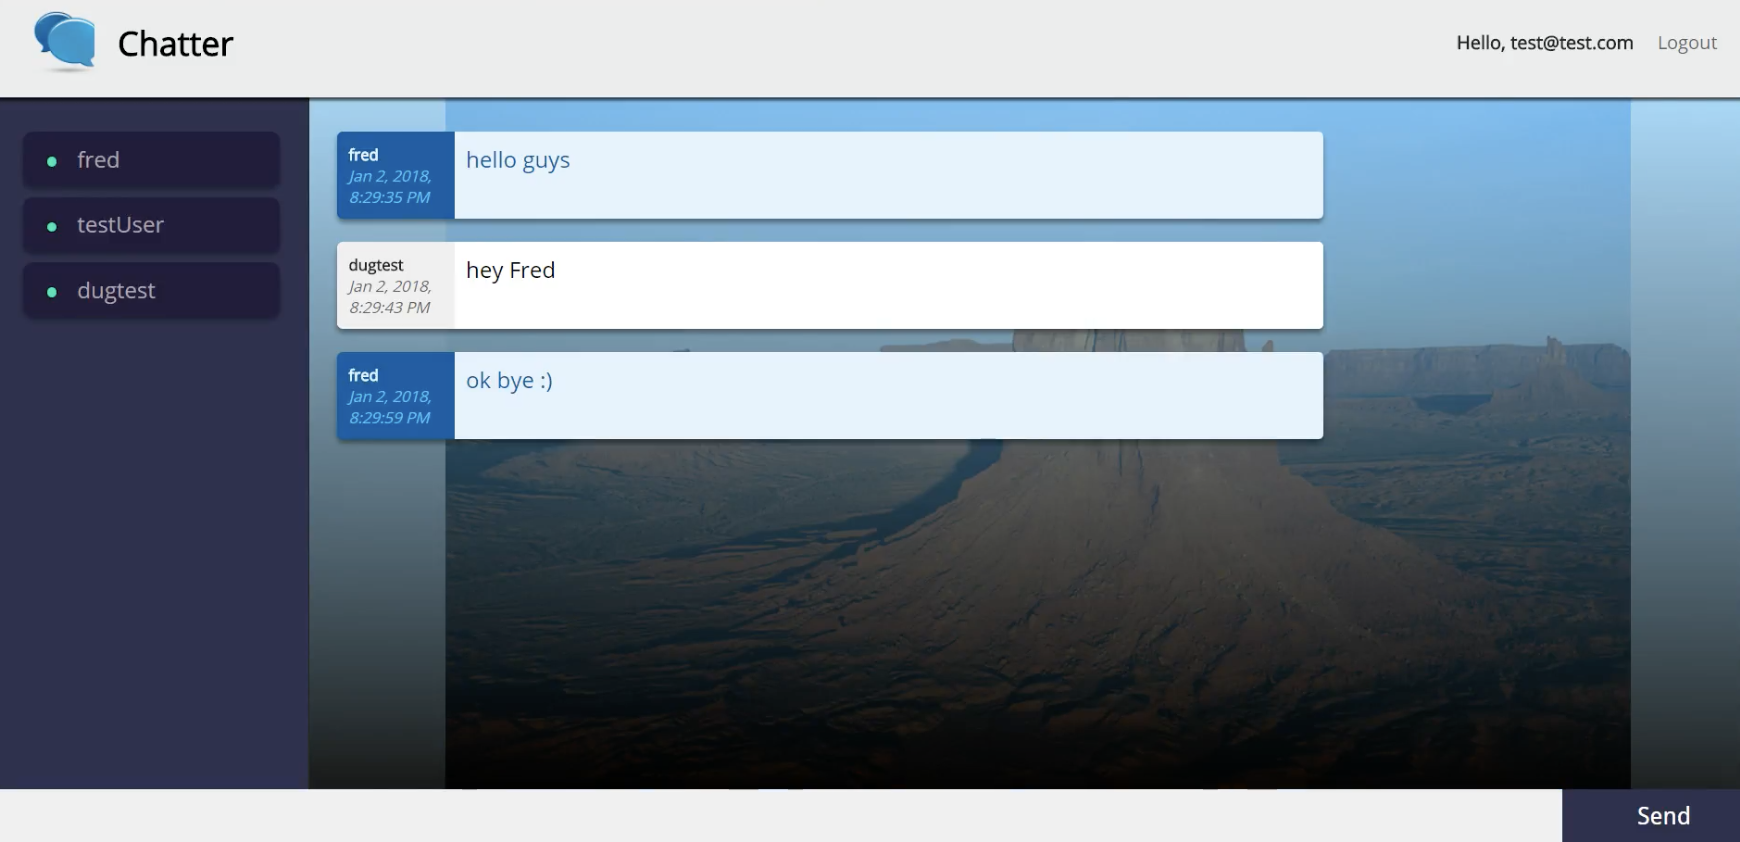 Chatter
Hello, test@test.com Logout
fred
testUser
dugtest
fred
Jan 2, 2018,
8:29:35 PM
hello guys
dugtest
Jan 2, 2018,
8:29:43 PM
hey Fred
fred
Jan 2, 2018,
8:29:59 PM
ok bye :)
Send